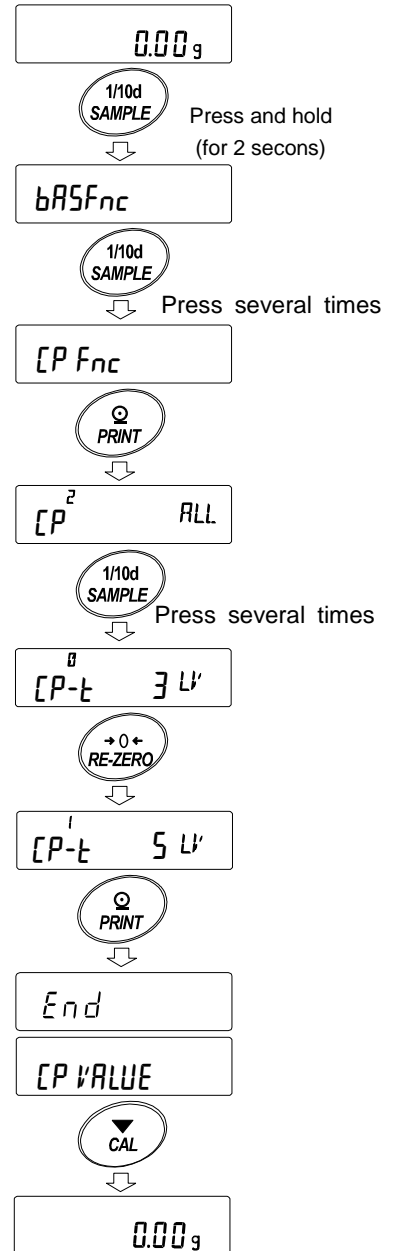 0.00 g
1/10d
SAMPLE
Press and hold
(for 2 secons)
bASFnc
1/10d
SAMPLE
Press several times
CP Fnc
PRINT
2
CP ALL
1/10d
SAMPLE
Press several times
0
CP-t 3 LV
→0←
RE-ZERO
1
CP-t 5 LV
PRINT
End
CP VALUE
CAL
0.00 g